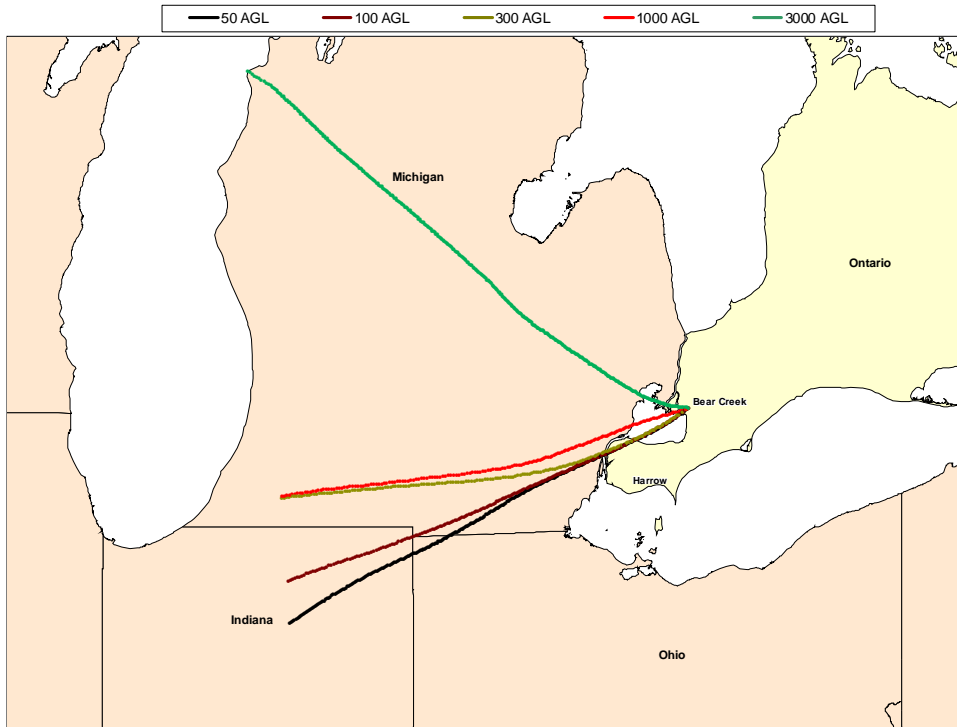 50 AGL 100 AGL 300 AGL 1000 AGL 3000 AGL
Michigan
Ontario
Bear Creek
Harrow
Indiana
Ohio